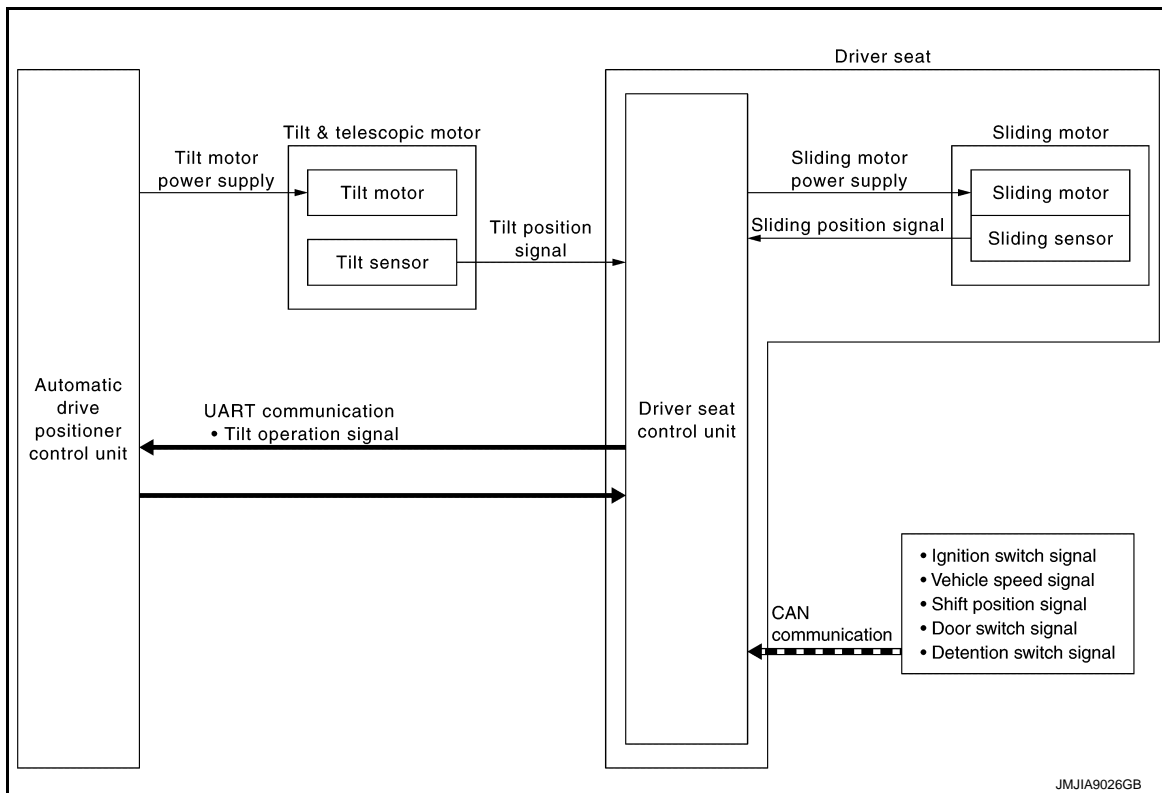 Driver seat
Tilt & telescopic motor
Sliding motor
Tilt motor
power supply
Tilt motor
Tilt position
signal
Tilt sensor
Sliding motor
power supply
Sliding motor
Sliding position signal
Sliding sensor
Automatic
drive
positioner
control unit
UART communication
• Tilt operation signal
Driver seat
control unit
CAN
communication
• Ignition switch signal
• Vehicle speed signal
• Shift position signal
• Door switch signal
• Detention switch signal
JMJIA9026GB